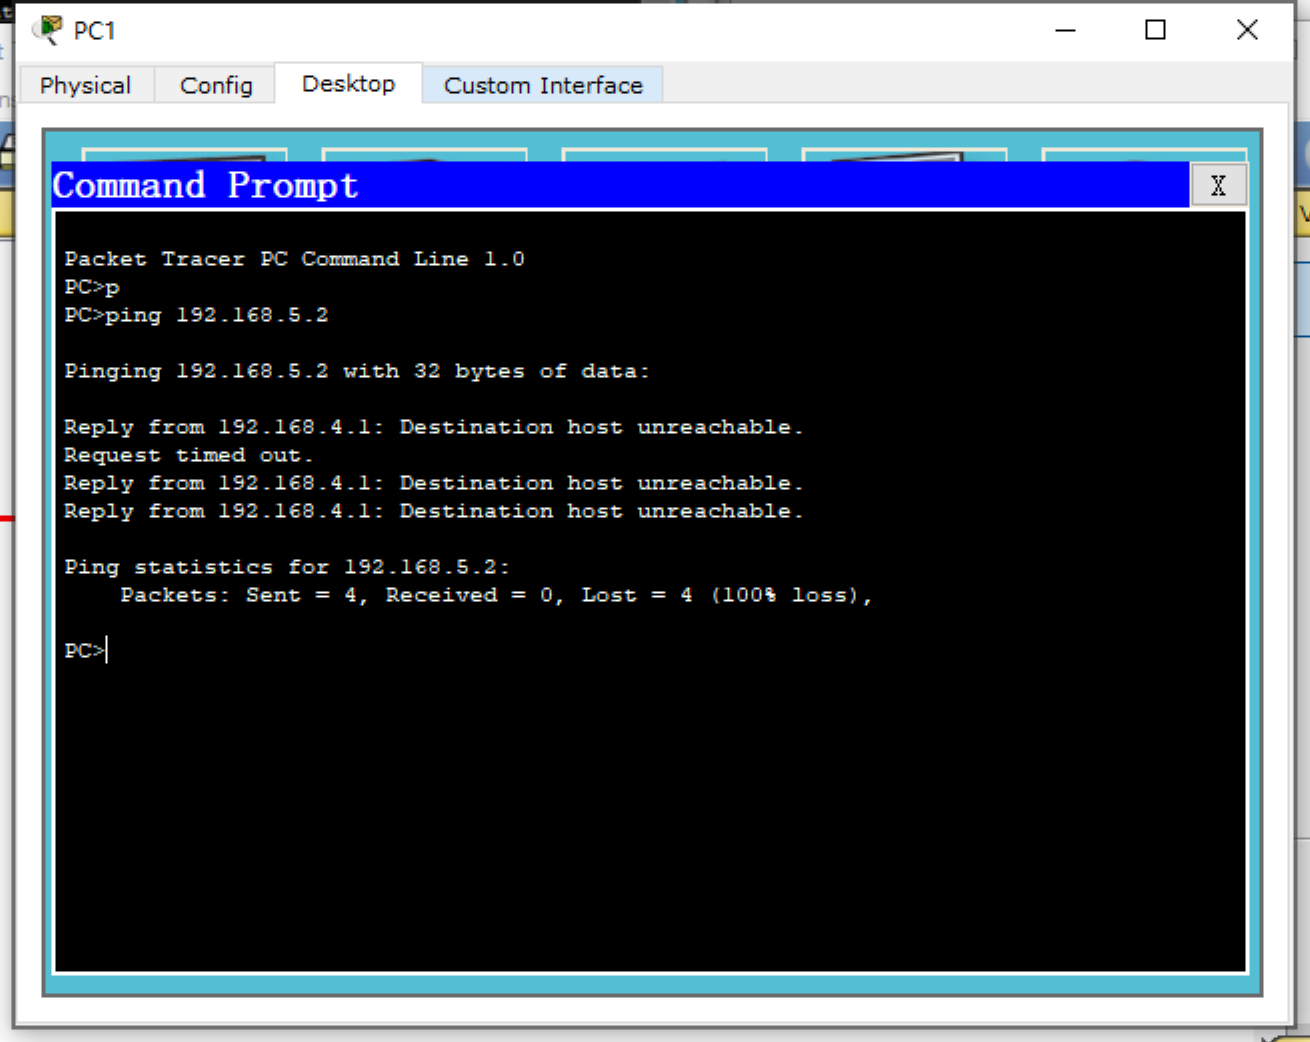 PC1
Physical Config Desktop Custom Interface
Command Prompt X
Packet Tracer PC Command Line 1.0
PC>p
PC>ping 192.168.5.2
Pinging 192.168.5.2 with 32 bytes of data:
Reply from 192.168.4.1: Destination host unreachable.
Request timed out.
Reply from 192.168.4.1: Destination host unreachable.
Reply from 192.168.4.1: Destination host unreachable.
Ping statistics for 192.168.5.2:
Packets: Sent = 4, Received = 0, Lost = 4 (100% loss),
PC>